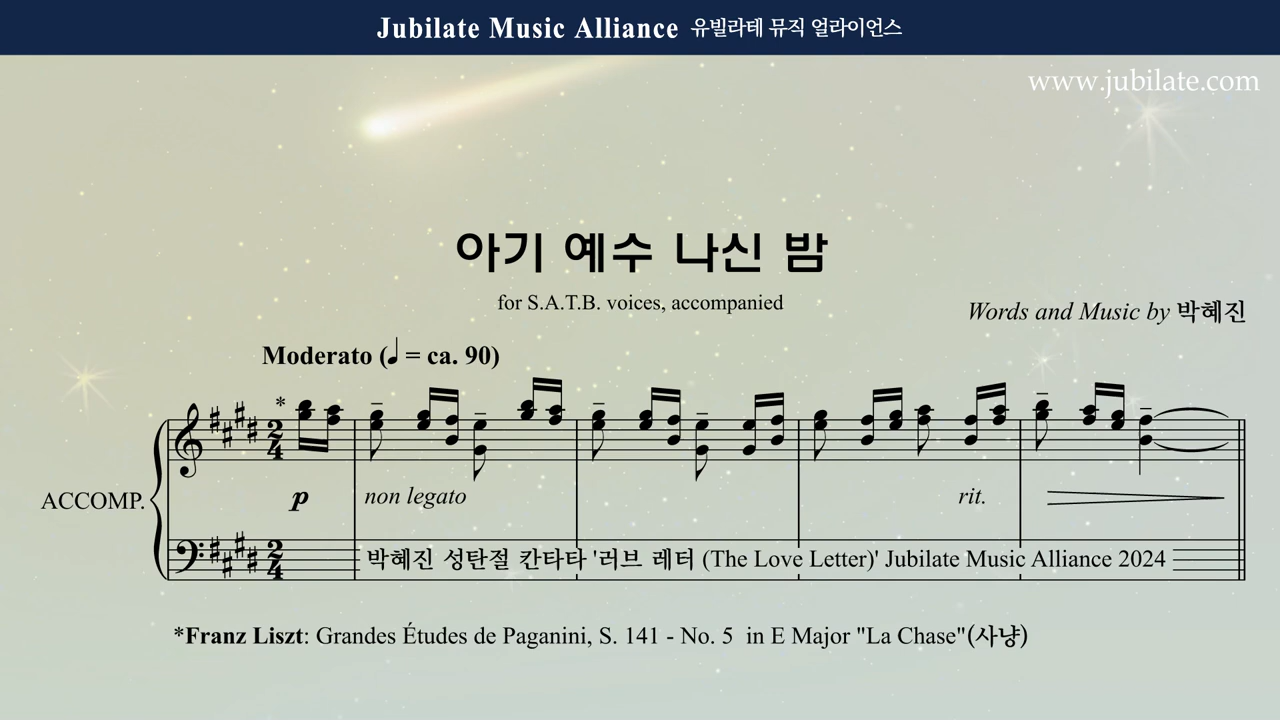 Jubilate Music Alliance 유빌라테 뮤직 얼라이언스
www.jubilate.com
아기 예수 나신 밤
for S.A.T.B. voices, accompanied
Words and Music by 박혜진
Moderato (♩ = ca. 90)
*
2 4
ACCOMP.
p non legato rit.
2 4
박혜진 성탄절 칸타타 '러브 레터 (The Love Letter)' Jubilate Music Alliance 2024
*Franz Liszt: Grandes Études de Paganini, S. 141 - No. 5 in E Major "La Chase"(사냥)